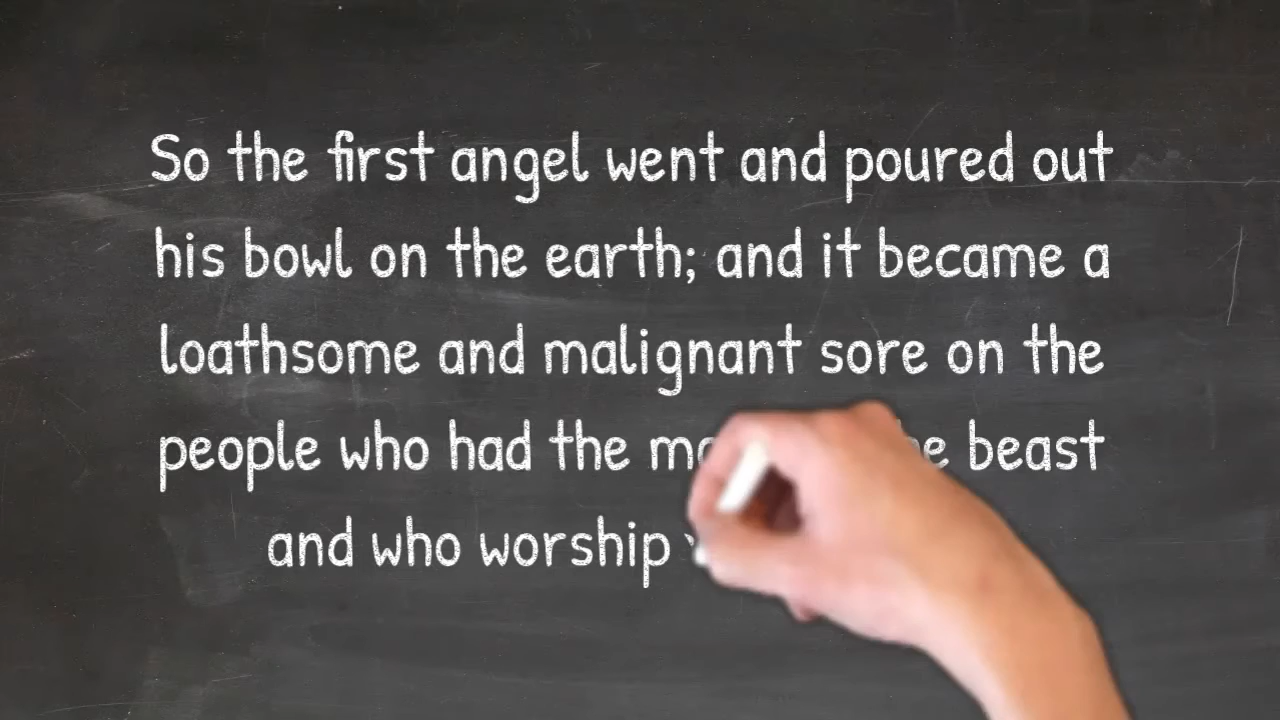 So the first angel went and poured out
his bowl on the earth; and it became a
loathsome and malignant sore on the
people who had the beast
and who worship